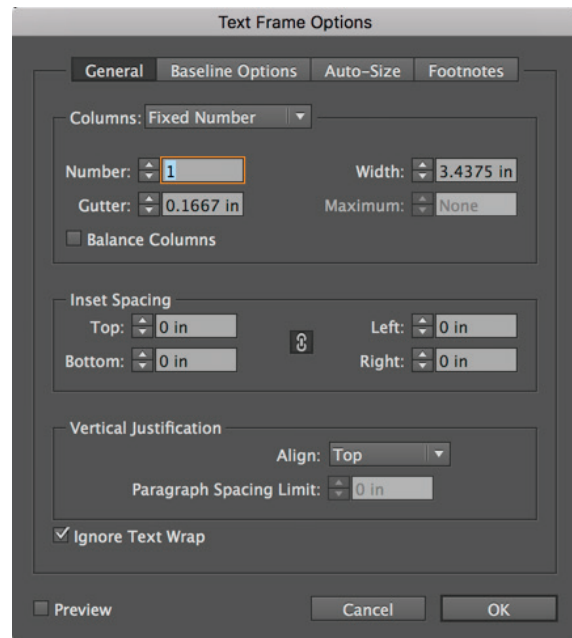 Text Frame Options
General Baseline Options Auto-Size Footnotes
Columns: Fixed Number
Number: 1 Width: 3.4375 in
Gutter: 0.1667 in Maximum: None
Balance Columns
Inset Spacing
Top: 0 in Left: 0 in
Bottom: 0 in Right: 0 in
Vertical Justification
Align: Top
Paragraph Spacing Limit: 0 in
Ignore Text Wrap
Preview Cancel OK